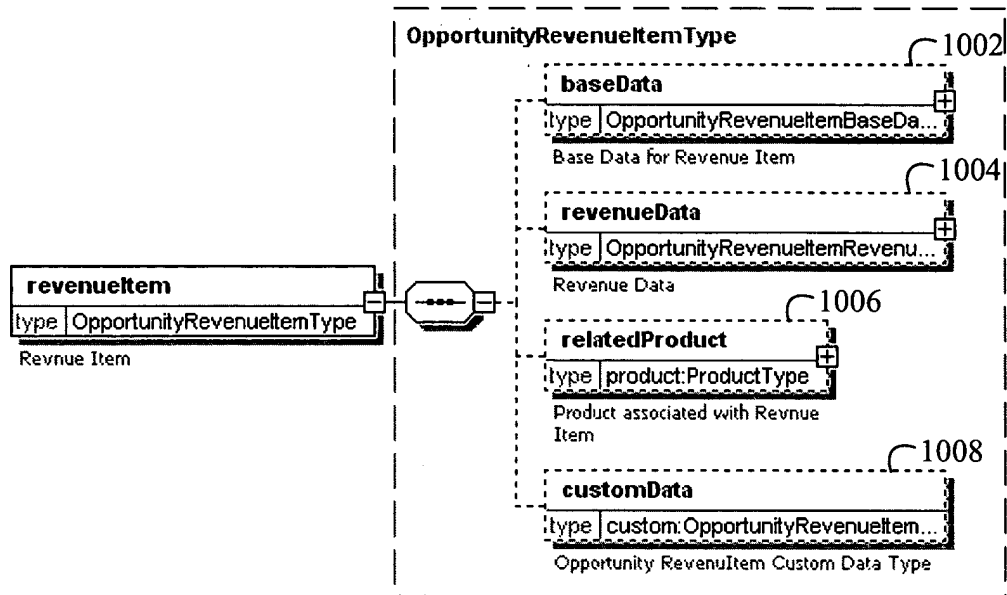 OpportunityRevenueItemType
1002
baseData
type OpportunityRevenueItemBaseDa...
Base Data for Revenue Item
1004
revenueData
type OpportunityRevenueItemRevenu...
Revenue Data
revenueItem
type OpportunityRevenueItemType
Revnue Item
1006
relatedProduct
type product:ProductType
Product associated with Revnue
Item
1008
customData
type custom:OpportunityRevenueItem...
Opportunity RevenuItem Custom Data Type